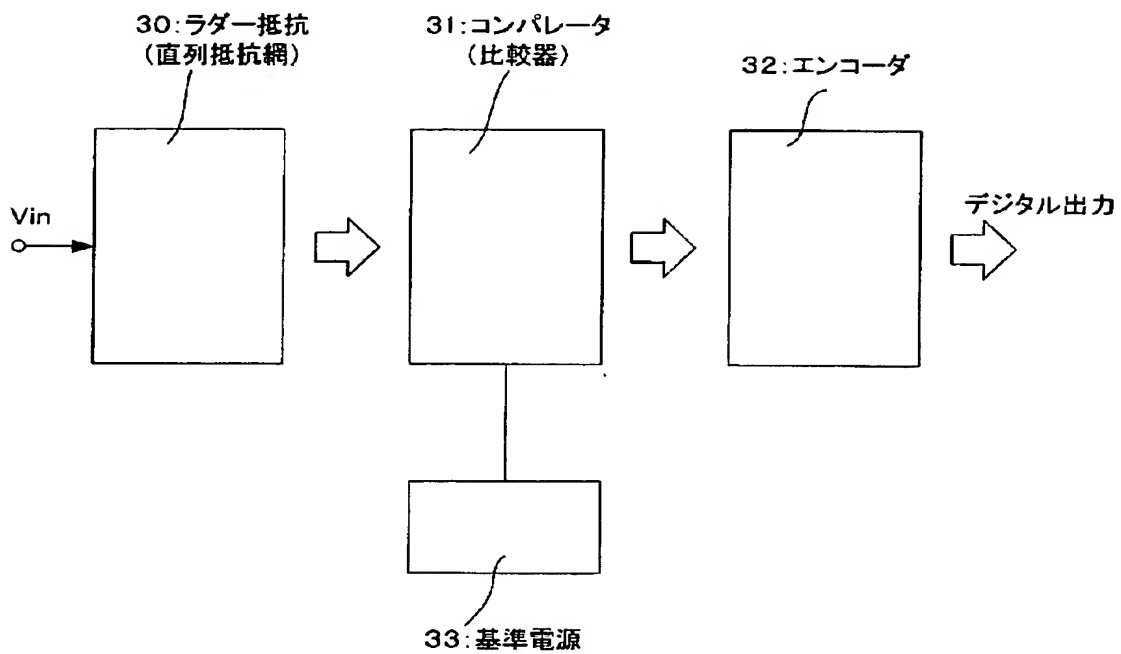 30:ラダー抵抗
(直列抵抗網)
31:コンパレータ
(比較器)
32:エンコーダ
Vin
デジタル出力
33:基準電源